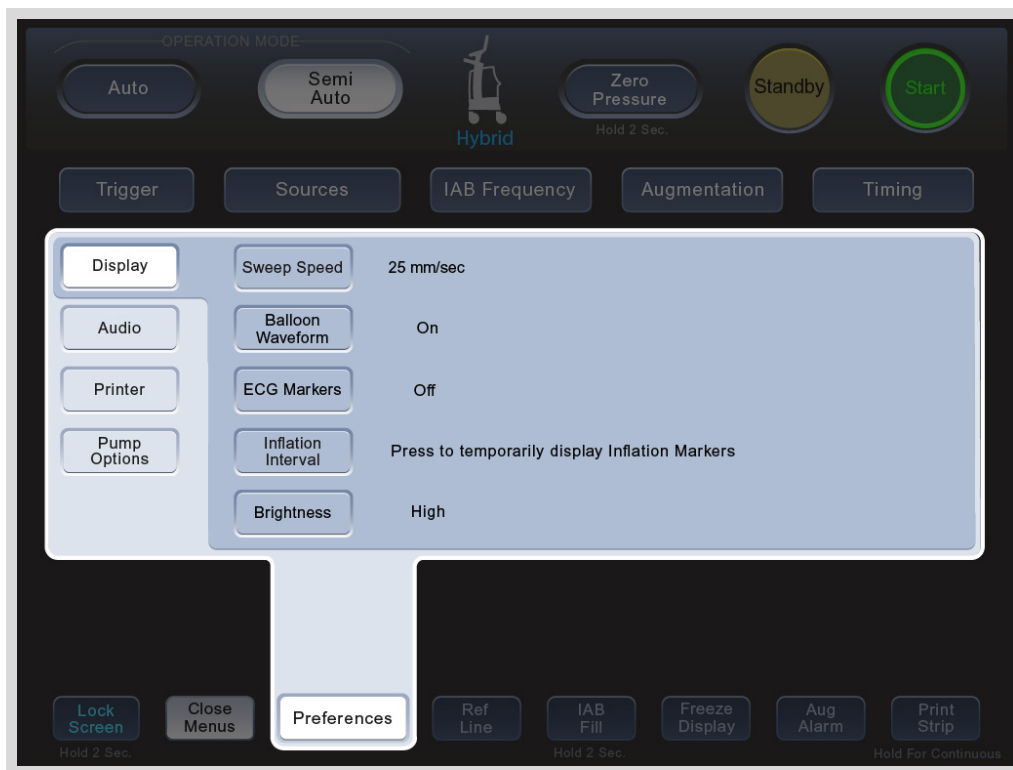 OPERATION MODE
Auto
Semi
Auto
Hybrid
Zero
Pressure
Hold 2 Sec.
Standby
Start
Trigger
Sources
IAB Frequency
Augmentation
Timing
Display
Sweep Speed
25 mm/sec
Audio
Balloon
Waveform
On
Printer
ECG Markers
Off
Pump
Options
Inflation
Interval
Press to temporarily display Inflation Markers
Brightness
High
Lock
Screen
Hold 2 Sec.
Close
Menus
Preferences
Ref
Line
IAB
Fill
Hold 2 Sec.
Freeze
Display
Aug
Alarm
Print
Strip
Hold For Continuous